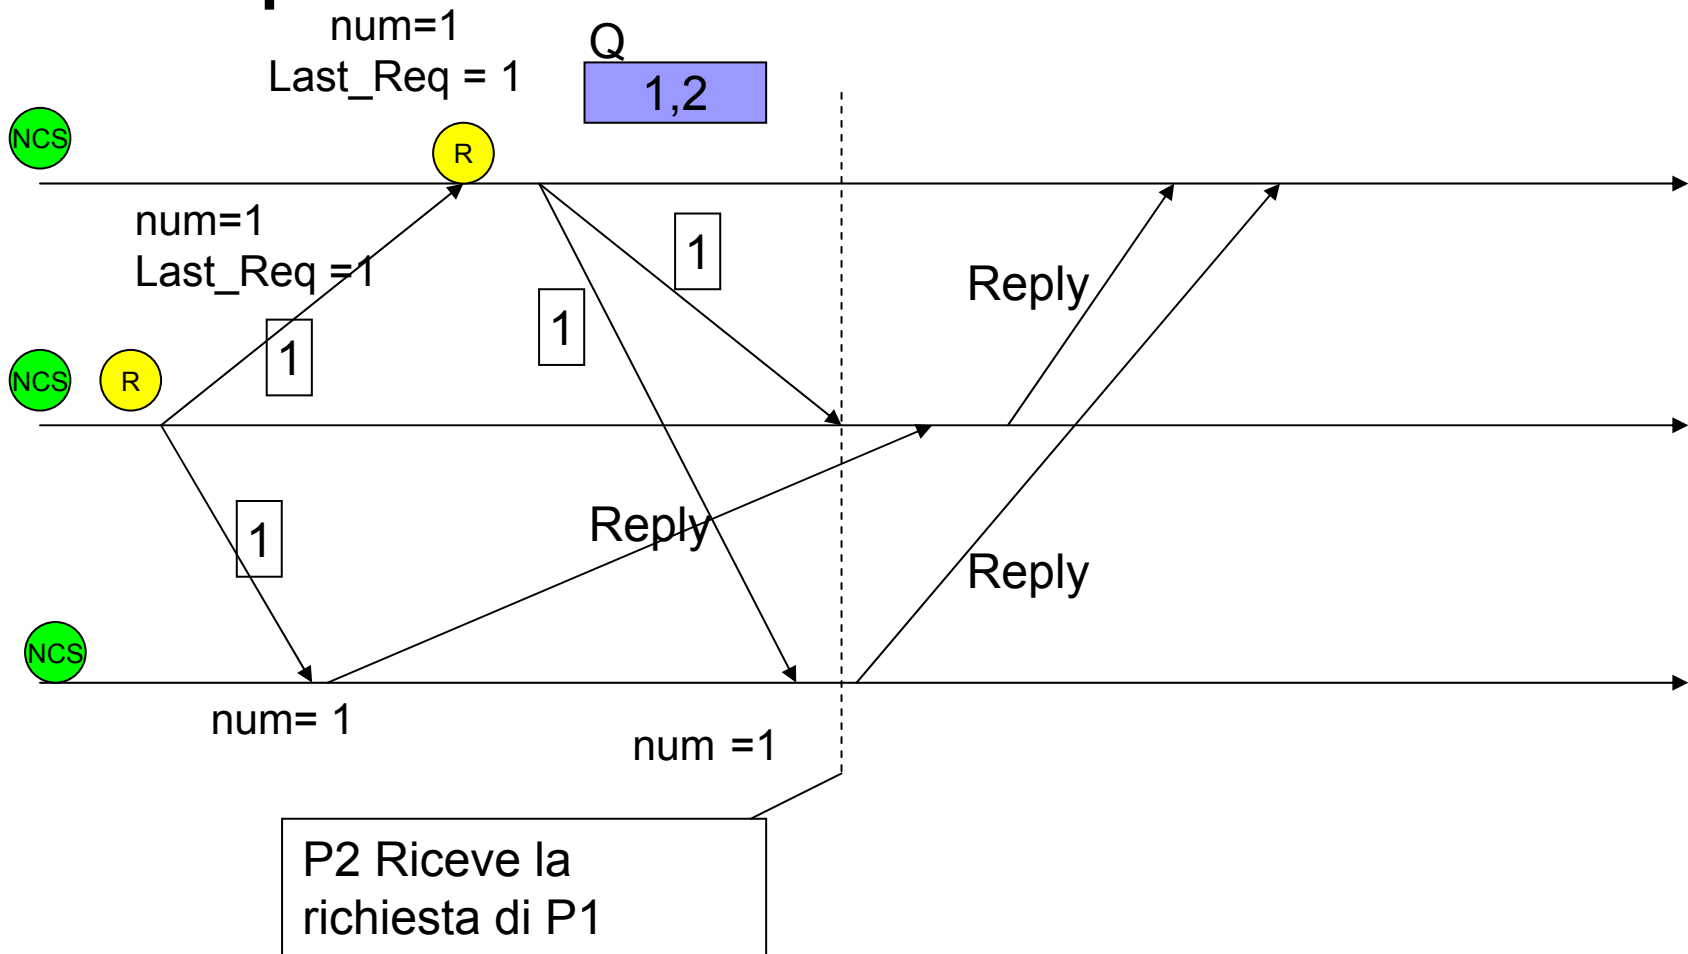 num=1
Last_Req = 1
Q
1,2
NCS
R
num=1
Last_Req =1
1
1
1
Reply
NCS
R
1
Reply
Reply
NCS
num= 1
num =1
P2 Riceve la
richiesta di P1